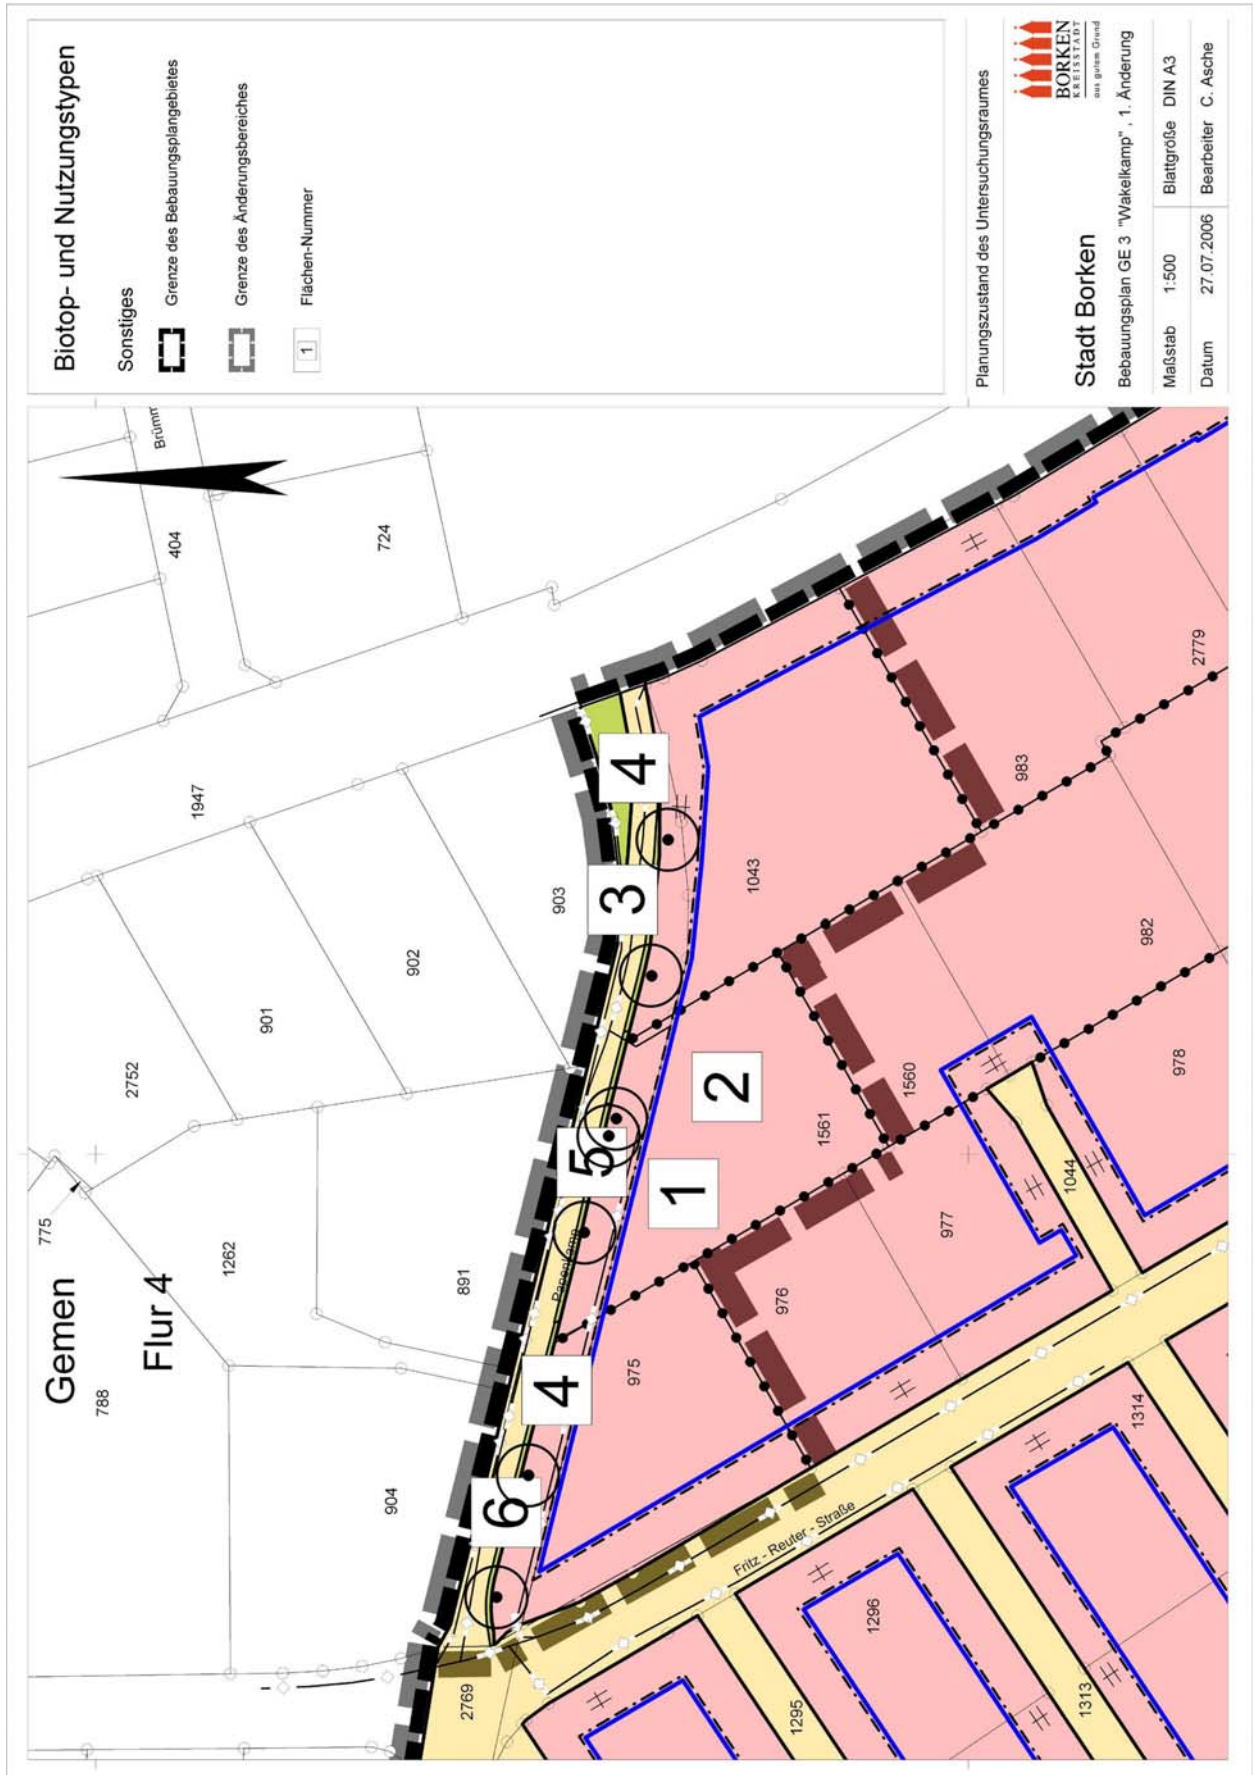 Biotop- und Nutzungstypen
Sonstiges
Grenze des Bebauungsplangebietes
Grenze des Änderungsbereiches
1 Flächen-Nummer
Planungszustand des Untersuchungsraumes
BORKEN
KREISSTADT
aus gutem Grund
Stadt Borken
Bebauungsplan GE 3 "Wakelkamp" , 1. Änderung
Maßstab 1:500
Blattgröße DIN A3
Datum 27.07.2006
Bearbeiter C. Asche
Gemen
Flur 4
775
788
2752
1262
901
902
903
1947
404
Brümm
724
891
904
4
3
5
4
6
2
1
1043
983
2779
982
978
1560
1561
977
976
975
1044
1314
1313
1296
1295
2769
Fritz - Reuter - Straße